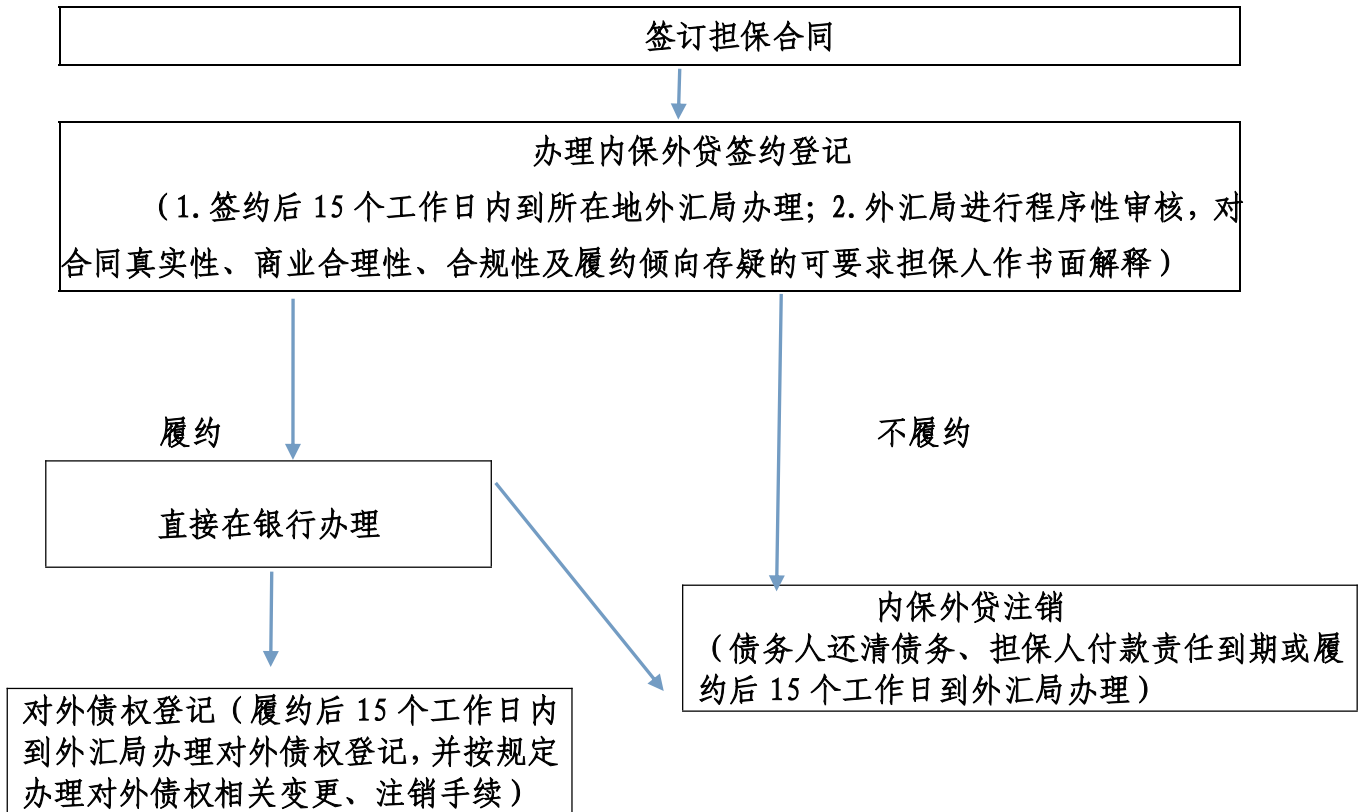 签订担保合同
办理内保外贷签约登记
（1.签约后 15 个工作日内到所在地外汇局办理；2.外汇局进行程序性审核，对
合同真实性、商业合理性、合规性及履约倾向存疑的可要求担保人作书面解释）
履约
不履约
直接在银行办理
内保外贷注销
（债务人还清债务、担保人付款责任到期或履
约后 15 个工作日到外汇局办理）
对外债权登记（履约后 15 个工作日内
到外汇局办理对外债权登记，并按规定
办理对外债权相关变更、注销手续）